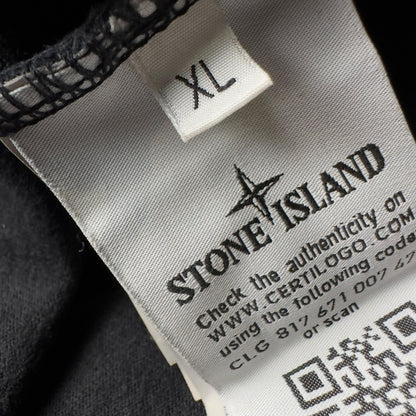 XL
STONE ISLAND
Check the authenticity on
WWW.CERTILOGO.COM
using the following code
CLG 817 671 007 47
or scan